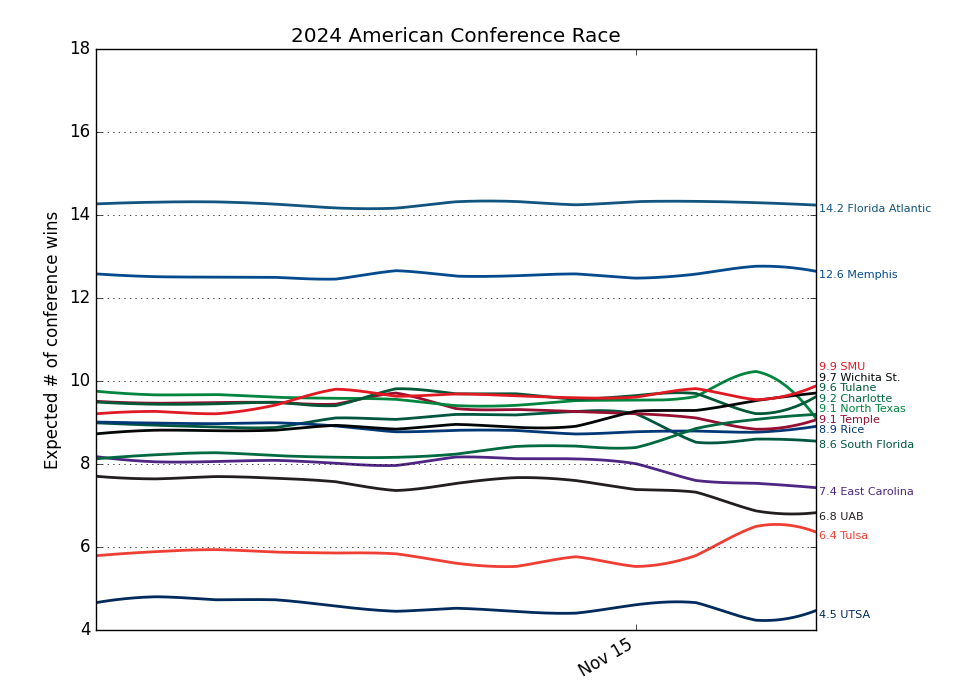 2024 American Conference Race
Expected # of conference wins
18
16
14
12
10
8
6
4
14.2 Florida Atlantic
12.6 Memphis
9.9 SMU
9.7 Wichita St.
9.6 Tulane
9.2 Charlotte
9.1 North Texas
9.1 Temple
8.9 Rice
8.6 South Florida
7.4 East Carolina
6.8 UAB
6.4 Tulsa
4.5 UTSA
Nov 15